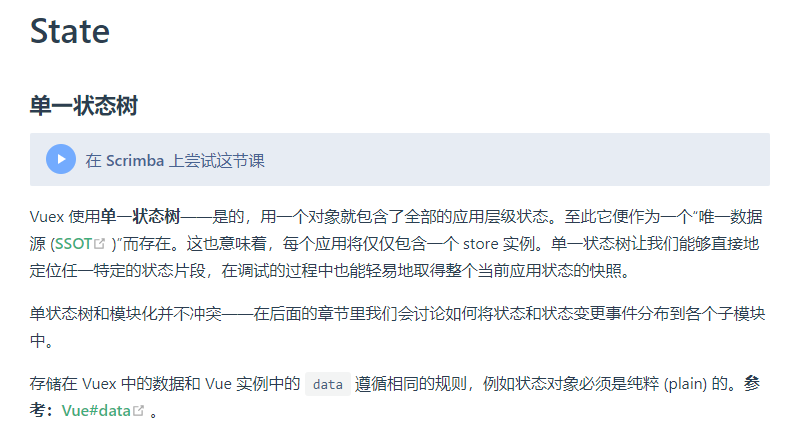 State
单一状态树
在 Scrimba 上尝试这节课
Vuex 使用单一状态树——是的，用一个对象就包含了全部的应用层级状态。至此它便作为一个“唯一数据
源 (SSOT )”而存在。这也意味着，每个应用将仅仅包含一个 store 实例。单一状态树让我们能够直接地
定位任一特定的状态片段，在调试的过程中也能轻易地取得整个当前应用状态的快照。
单状态树和模块化并不冲突——在后面的章节里我们会讨论如何将状态和状态变更事件分布到各个子模块
中。
存储在 Vuex 中的数据和 Vue 实例中的 data 遵循相同的规则，例如状态对象必须是纯粹 (plain) 的。参
考：Vue#data 。